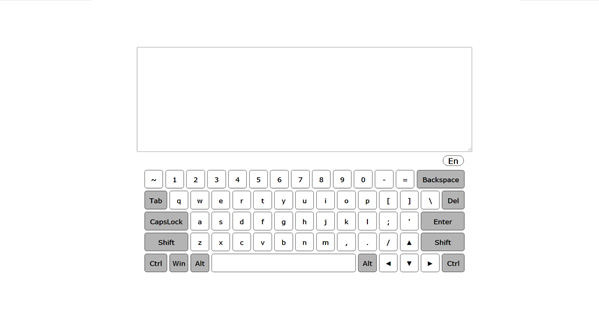 En
~ 1 2 3 4 5 6 7 8 9 0 - = Backspace
Tab q w e r t y u i o p [ ] \ Del
CapsLock a s d f g h j k l ; ' Enter
Shift z x c v b n m , . / ▲ Shift
Ctrl Win Alt Alt ◄ ▼ ► Ctrl